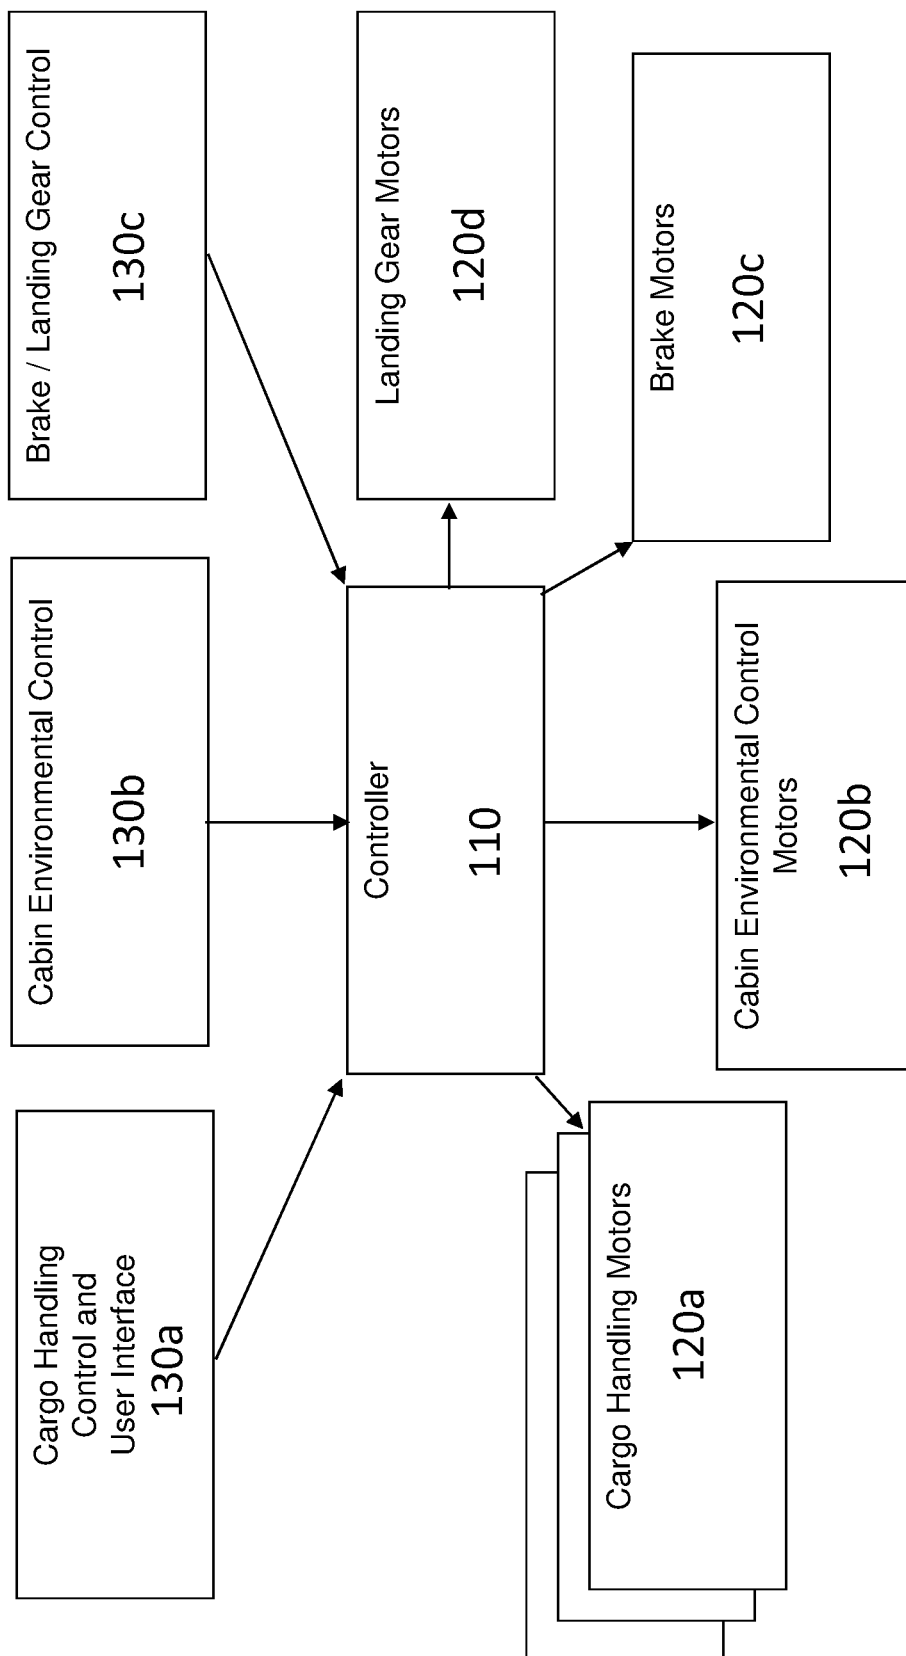 Cargo Handling
Control and
User Interface
130a
Cabin Environmental Control
130b
Brake / Landing Gear Control
130c
Controller
110
Landing Gear Motors
120d
Cargo Handling Motors
120a
Cabin Environmental Control
Motors
120b
Brake Motors
120c